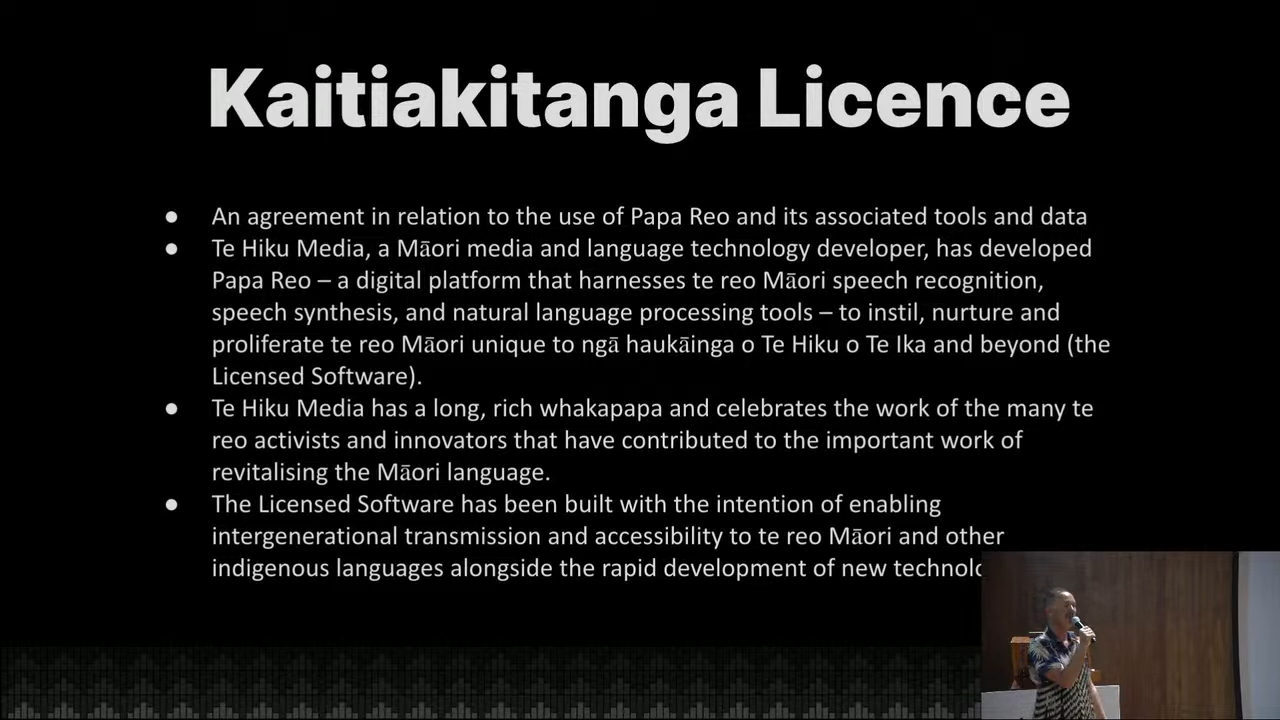 Kaitiakitanga Licence
● An agreement in relation to the use of Papa Reo and its associated tools and data
● Te Hiku Media, a Māori media and language technology developer, has developed
Papa Reo – a digital platform that harnesses te reo Māori speech recognition,
speech synthesis, and natural language processing tools – to instil, nurture and
proliferate te reo Māori unique to ngā haukāinga o Te Hiku o Te Ika and beyond (the
Licensed Software).
● Te Hiku Media has a long, rich whakapapa and celebrates the work of the many te
reo activists and innovators that have contributed to the important work of
revitalising the Māori language.
● The Licensed Software has been built with the intention of enabling
intergenerational transmission and accessibility to te reo Māori and other
indigenous languages alongside the rapid development of new